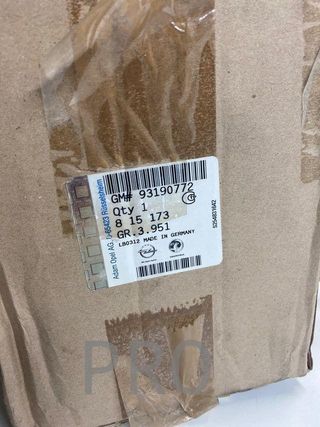 GM# 93190772
Qty 1
8 15 173
GR.3.951
LB0312 MADE IN GERMANY
Adam Opel AG, D-65423 Rüsselsheim
PRO